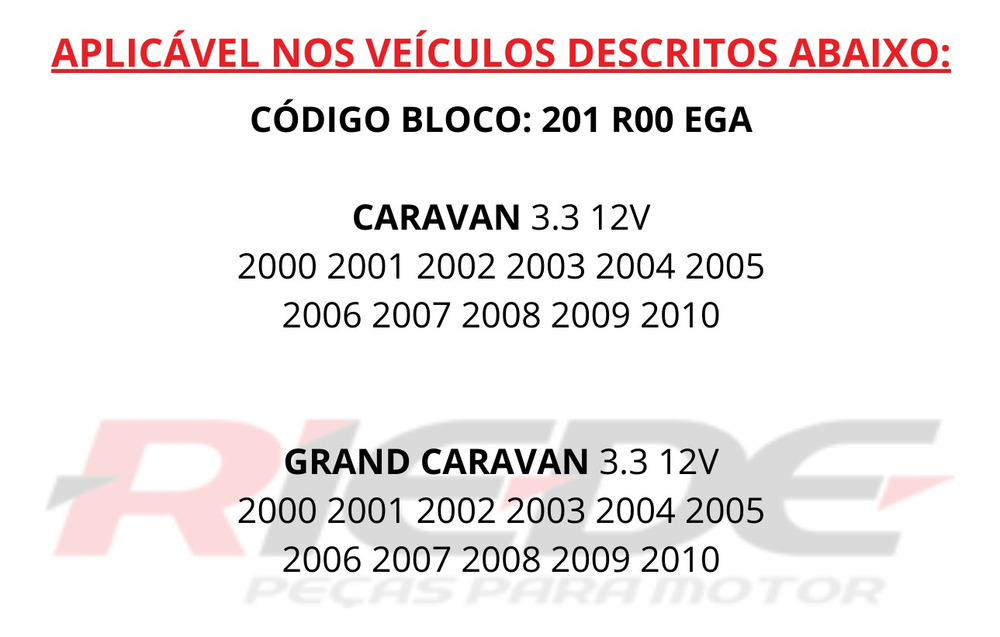 APLICÁVEL NOS VEÍCULOS DESCRITOS ABAIXO:
CÓDIGO BLOCO: 201 R00 EGA
CARAVAN 3.3 12V
2000 2001 2002 2003 2004 2005
2006 2007 2008 2009 2010
RIEDE
GRAND CARAVAN 3.3 12V
2000 2001 2002 2003 2004 2005
2006 2007 2008 2009 2010
PEÇAS PARA MOTOR